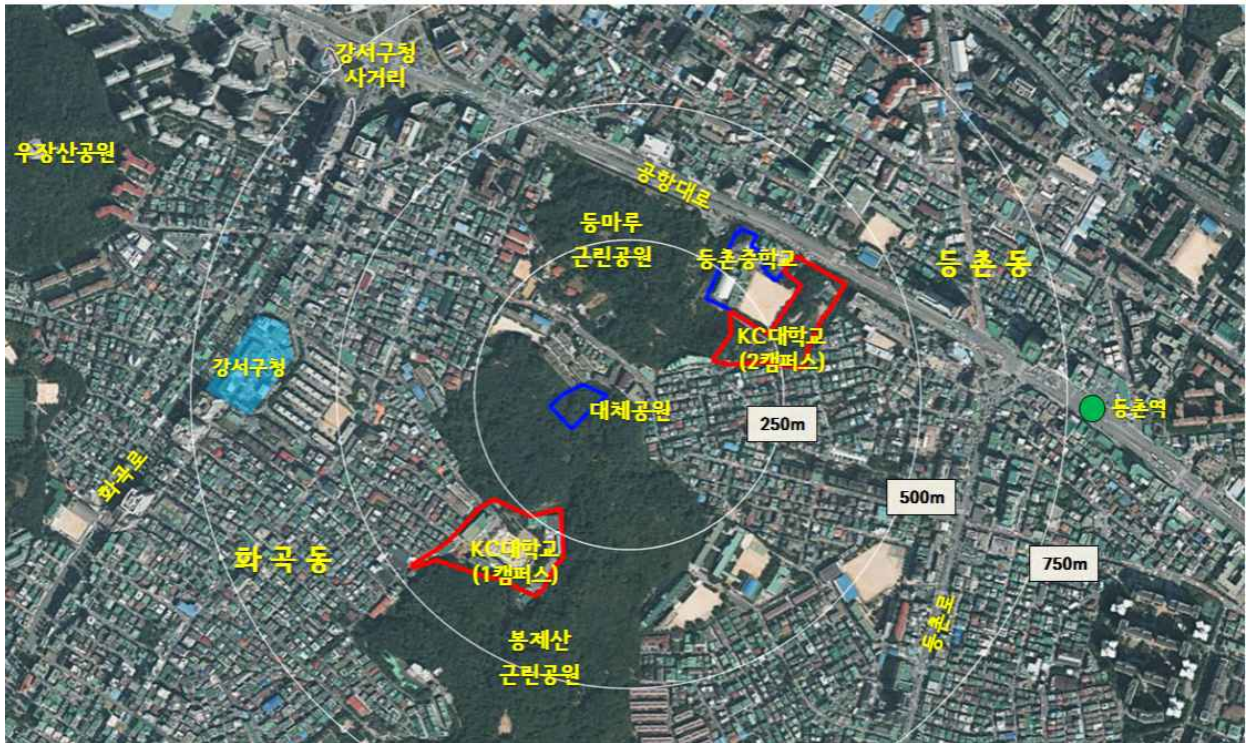 강서구청
사거리
우장산공원
공항대로
등마루
근린공원
등촌중학교
등촌동
KC대학교
(2캠퍼스)
강서구청
대체공원
등촌역
250m
화곡로
500m
KC대학교
(1캠퍼스)
화곡동
750m
등촌로
봉제산
근린공원